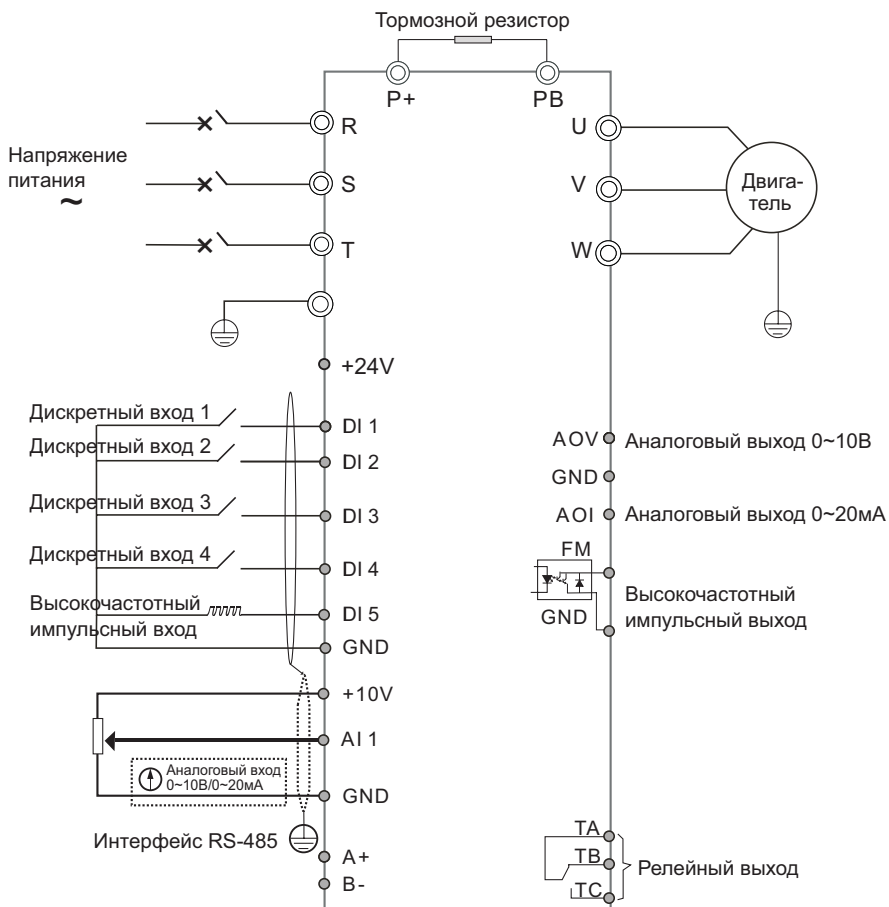 Тормозной резистор
P+
PB
R
U
Напряжение
питания
~
S
V
Двига-
тель
T
W
+24V
Дискретный вход 1
DI 1
Дискретный вход 2
DI 2
Дискретный вход 3
DI 3
Дискретный вход 4
DI 4
Высокочастотный
импульсный вход
DI 5
GND
+10V
AI 1
Аналоговый вход
0~10В/0~20мА
GND
Интерфейс RS-485
A+
B-
AOV
Аналоговый выход 0~10В
GND
AOI
Аналоговый выход 0~20мА
FM
GND
Высокочастотный
импульсный выход
TA
TB
TC
Релейный выход